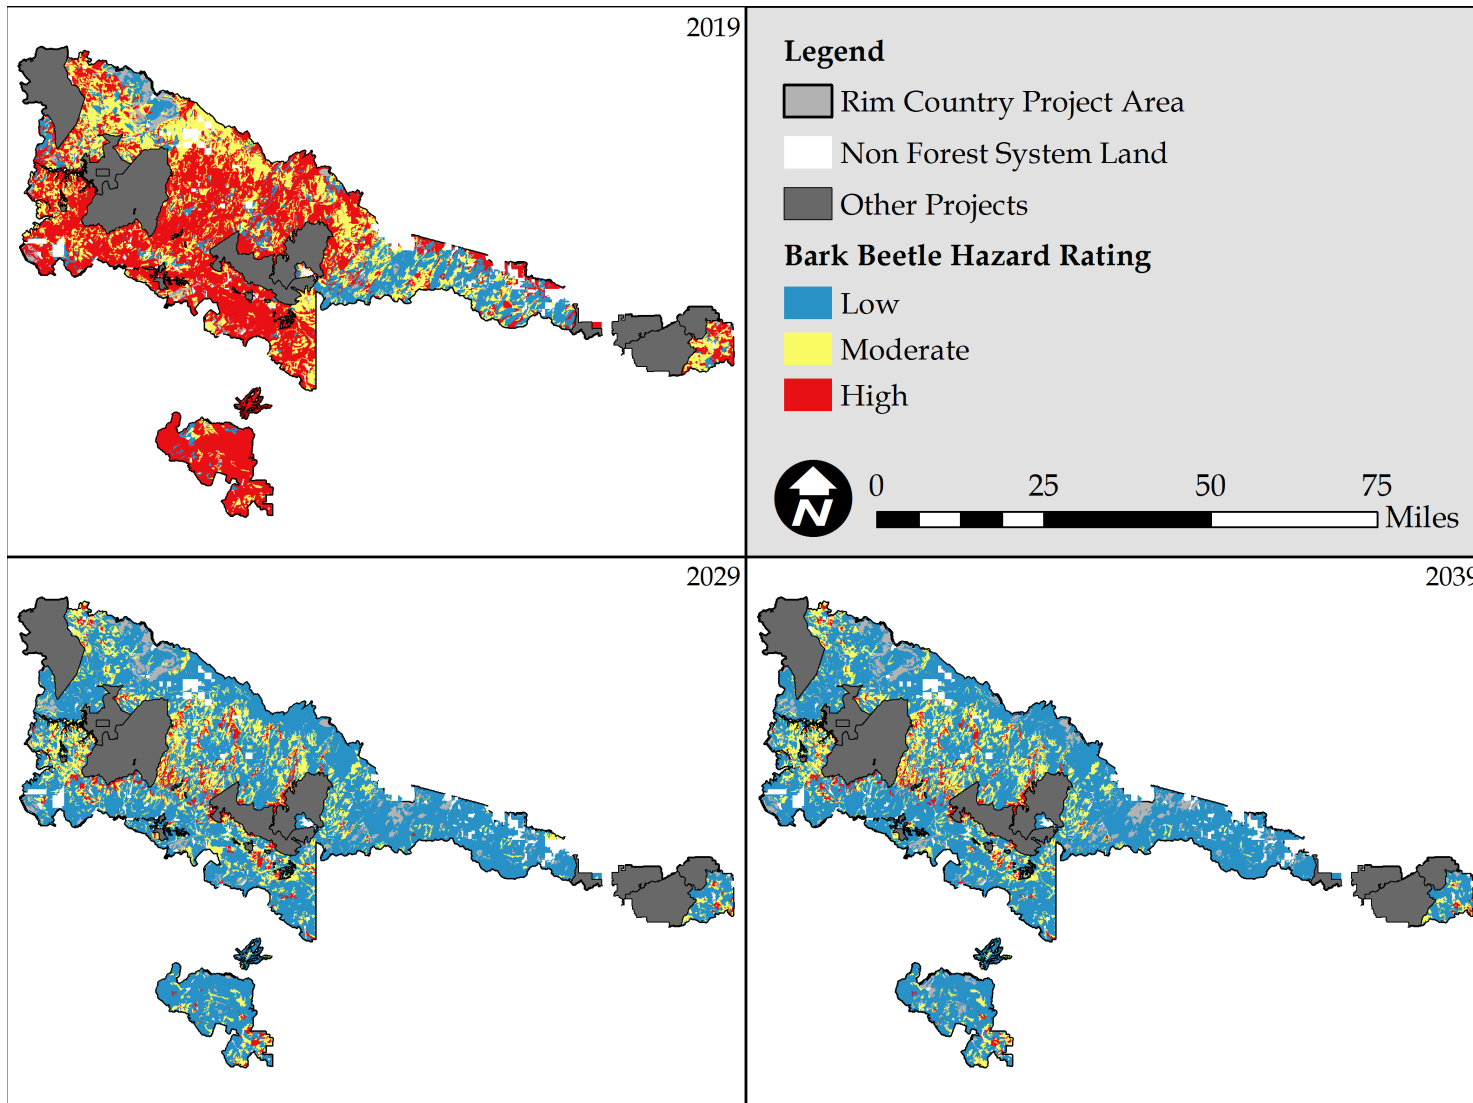 2019
Legend
Rim Country Project Area
Non Forest System Land
Other Projects
Bark Beetle Hazard Rating
Low
Moderate
High
N
0 25 50 75
Miles
2029
2039